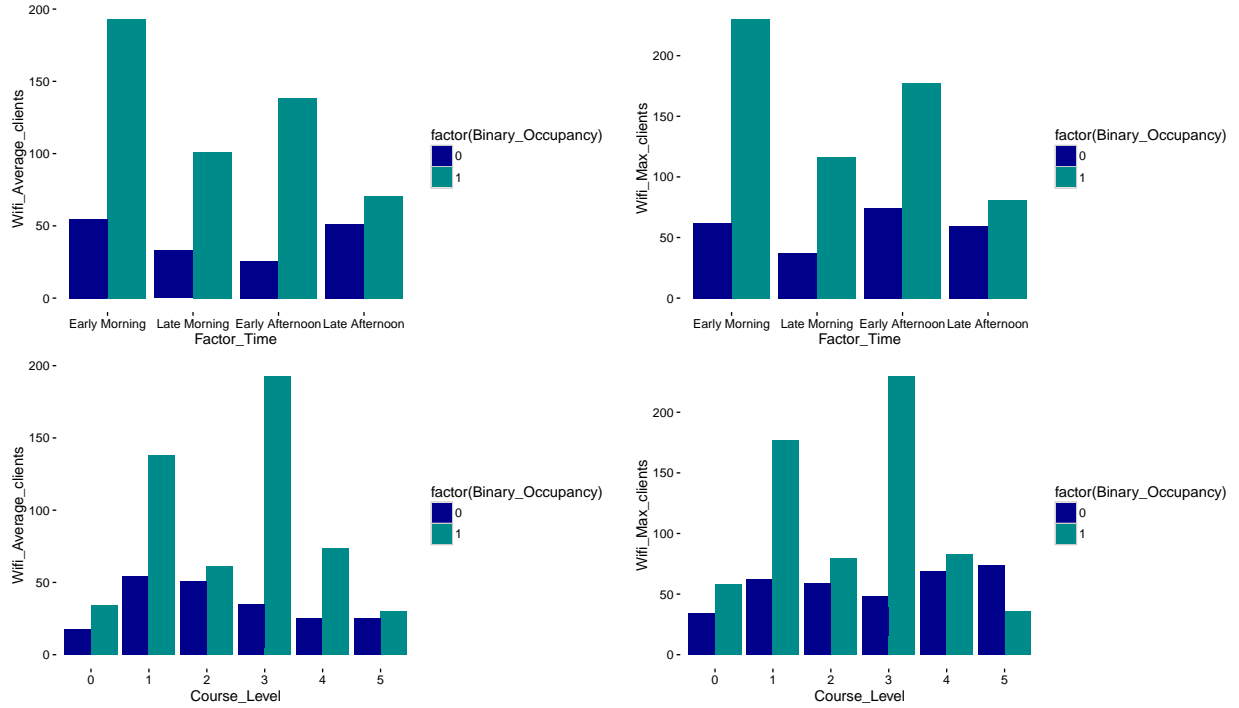 200
150
100
50
0
Wifi_Average_clients
Early Morning Late Morning Early Afternoon Late Afternoon
Factor_Time
factor(Binary_Occupancy)
0
1
200
150
100
50
0
Wifi_Max_clients
Early Morning Late Morning Early Afternoon Late Afternoon
Factor_Time
factor(Binary_Occupancy)
0
1
200
150
100
50
0
Wifi_Average_clients
0 1 2 3 4 5
Course_Level
factor(Binary_Occupancy)
0
1
200
150
100
50
0
Wifi_Max_clients
0 1 2 3 4 5
Course_Level
factor(Binary_Occupancy)
0
1